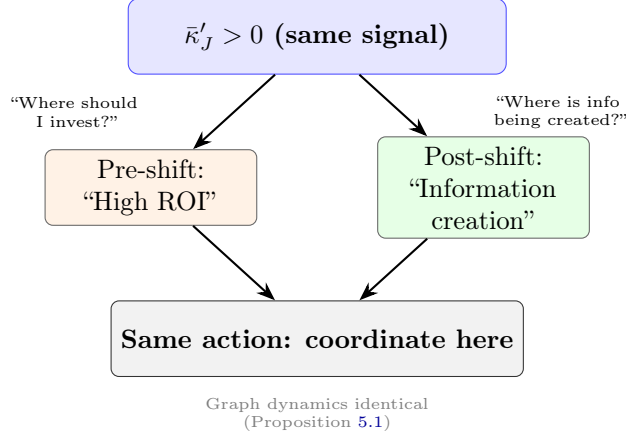 κ̄′_J > 0 (same signal)
“Where should
I invest?”
“Where is info
being created?”
Pre-shift:
“High ROI”
Post-shift:
“Information
creation”
Same action: coordinate here
Graph dynamics identical
(Proposition 5.1)